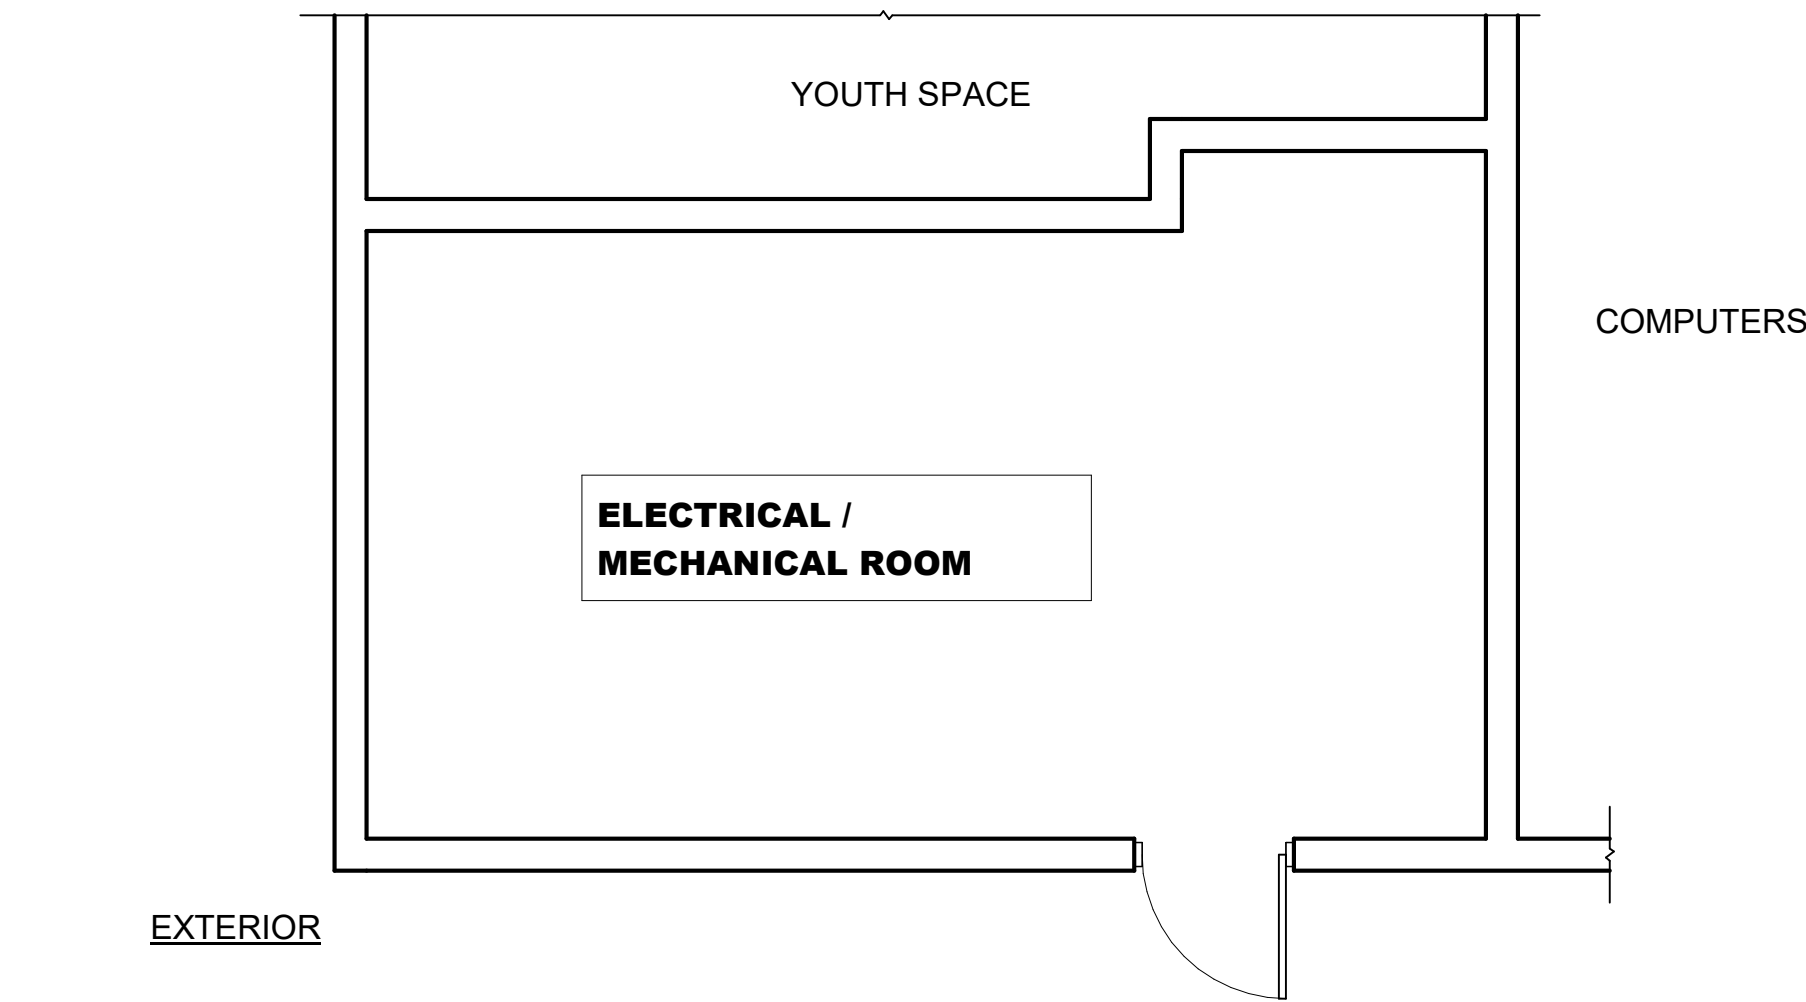 YOUTH SPACE
COMPUTERS
ELECTRICAL /
MECHANICAL ROOM
EXTERIOR